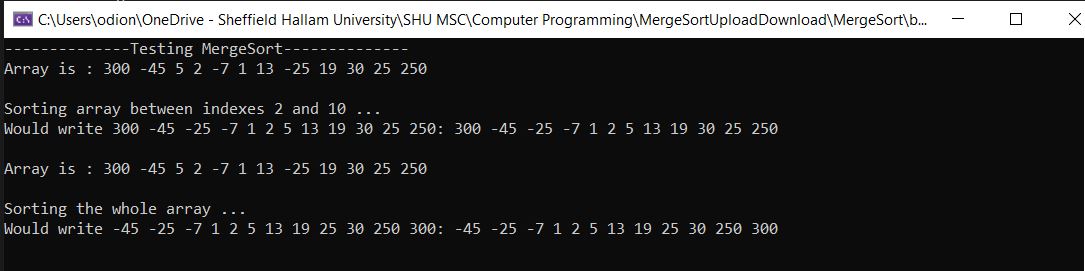 C:\Users\odion\OneDrive - Sheffield Hallam University\SHU MSC\Computer Programming\MergeSortUploadDownload\MergeSort\b...
--------------Testing MergeSort--------------
Array is : 300 -45 5 2 -7 1 13 -25 19 30 25 250
Sorting array between indexes 2 and 10 ...
Would write 300 -45 -25 -7 1 2 5 13 19 30 25 250: 300 -45 -25 -7 1 2 5 13 19 30 25 250
Array is : 300 -45 5 2 -7 1 13 -25 19 30 25 250
Sorting the whole array ...
Would write -45 -25 -7 1 2 5 13 19 25 30 250 300: -45 -25 -7 1 2 5 13 19 25 30 250 300